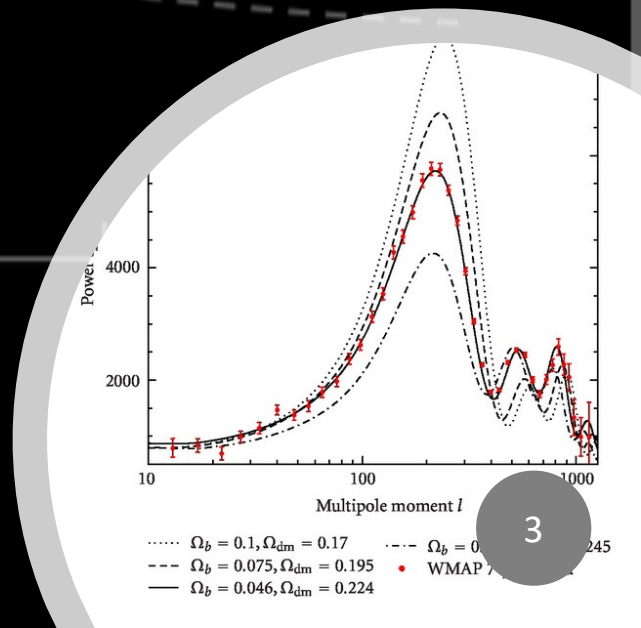 Power
4000
2000
10
100
1000
Multipole moment l
Ω_b = 0.1, Ω_dm = 0.17
Ω_b = 0.075, Ω_dm = 0.195
Ω_b = 0.046, Ω_dm = 0.224
Ω_b = 0. 245
WMAP 7
3